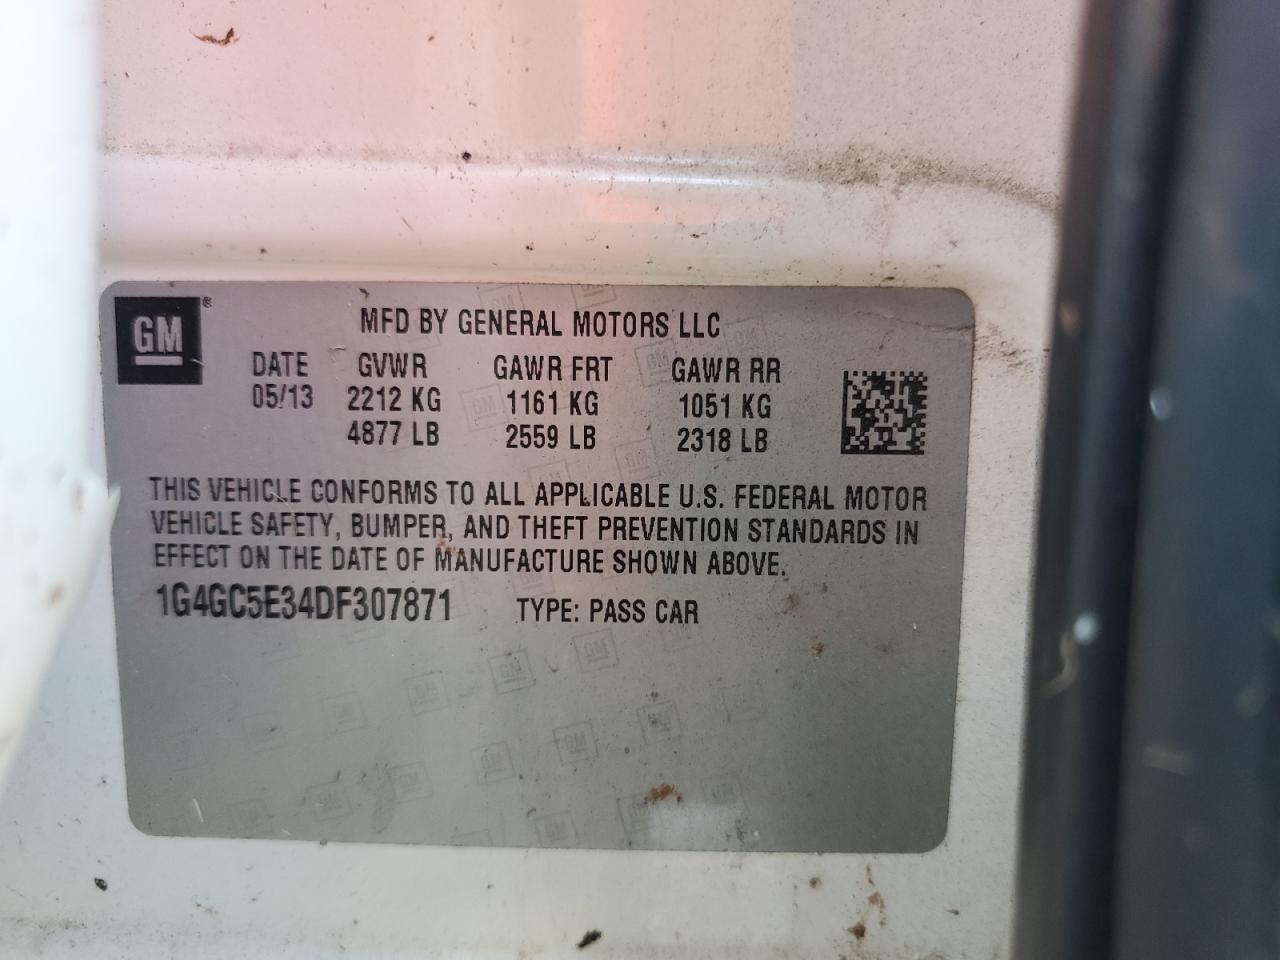 GM®
MFD BY GENERAL MOTORS LLC
DATE GVWR GAWR FRT GAWR RR
05/13 2212 KG 1161 KG 1051 KG
4877 LB 2559 LB 2318 LB
THIS VEHICLE CONFORMS TO ALL APPLICABLE U.S. FEDERAL MOTOR
VEHICLE SAFETY, BUMPER, AND THEFT PREVENTION STANDARDS IN
EFFECT ON THE DATE OF MANUFACTURE SHOWN ABOVE.
1G4GC5E34DF307871 TYPE: PASS CAR